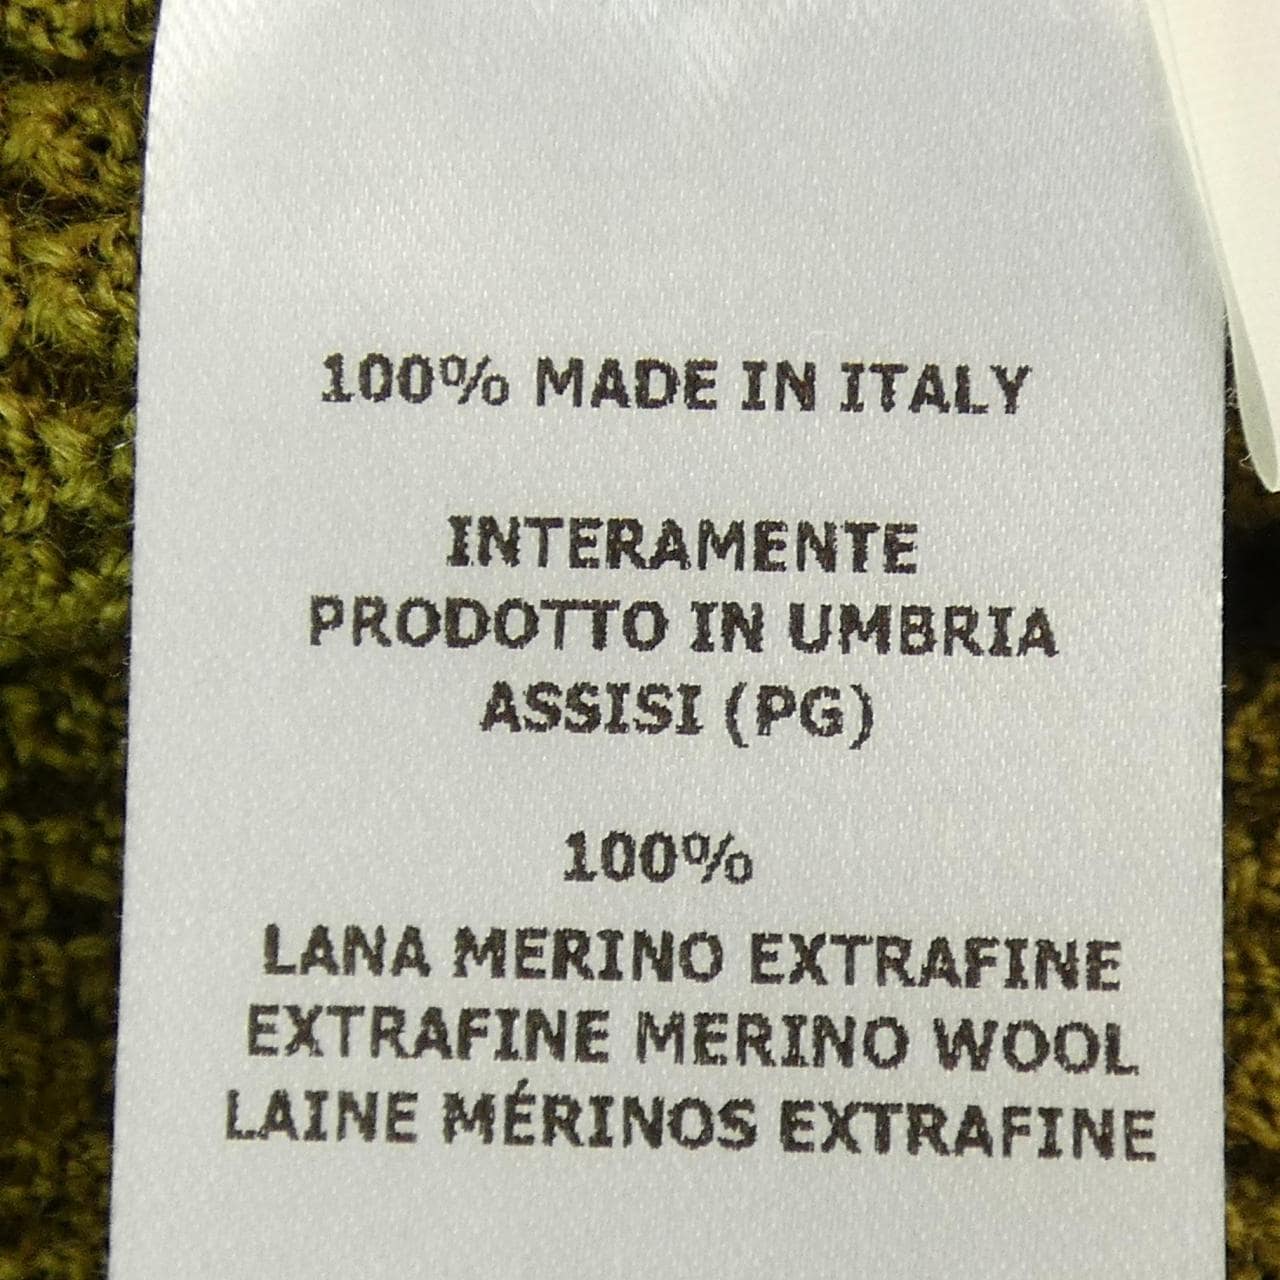 100% MADE IN ITALY
INTERAMENTE
PRODOTTO IN UMBRIA
ASSISI (PG)
100%
LANA MERINO EXTRAFINE
EXTRAFINE MERINO WOOL
LAINE MÉRINOS EXTRAFINE